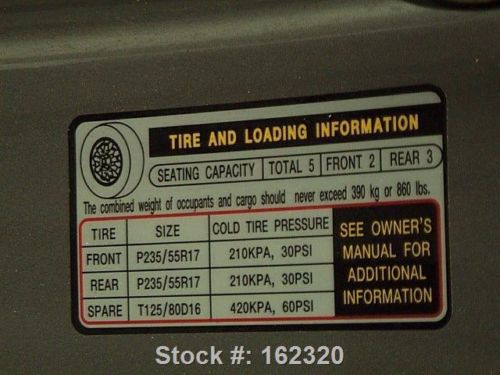 TIRE AND LOADING INFORMATION
SEATING CAPACITY TOTAL 5 FRONT 2 REAR 3
The combined weight of occupants and cargo should never exceed 390 kg or 860 lbs.
TIRE SIZE COLD TIRE PRESSURE
FRONT P235/55R17 210KPA, 30PSI
REAR P235/55R17 210KPA, 30PSI
SPARE T125/80D16 420KPA, 60PSI
SEE OWNER'S
MANUAL FOR
ADDITIONAL
INFORMATION
Stock #: 162320